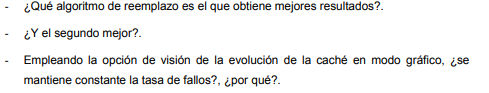 - ¿Qué algoritmo de reemplazo es el que obtiene mejores resultados?.
- ¿Y el segundo mejor?.
- Empleando la opción de visión de la evolución de la caché en modo gráfico, ¿se
mantiene constante la tasa de fallos?, ¿por qué?.